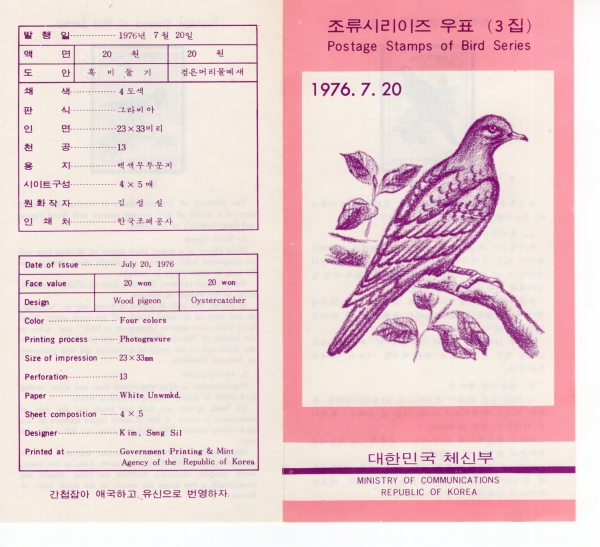 발 행 일 ············ 1976년 7월 20일
액 면 20 원 20 원
도 안 흑 비 둘 기 검은머리물떼새
쇄 색 ············ 4도색
판 식 ············ 그라비아
인 면 ············ 23×33미리
천 공 ············ 13
용 지 ············ 백색무투문지
시이트구성 ············ 4×5매
원화작자 ············ 김 성 실
인 쇄 처 ············ 한국조폐공사
Date of issue ············ July 20, 1976
Face value 20 won 20 won
Design Wood pigeon Oystercatcher
Color ············ Four colors
Printing process ······· Photogravure
Size of impression ······ 23×33mm
Perforation ············ 13
Paper ············ White Unwmkd.
Sheet composition ······ 4×5
Designer ············ Kim, Smng Sil
Printed at ············ Government Printing & Mint
Agency of the Republic of Korea
간첩잡아 애국하고 유신으로 번영하자.
조류시리이즈 우표 (3집)
Postage Stamps of Bird Series
1976. 7. 20
대한민국 체신부
MINISTRY OF COMMUNICATIONS
REPUBLIC OF KOREA